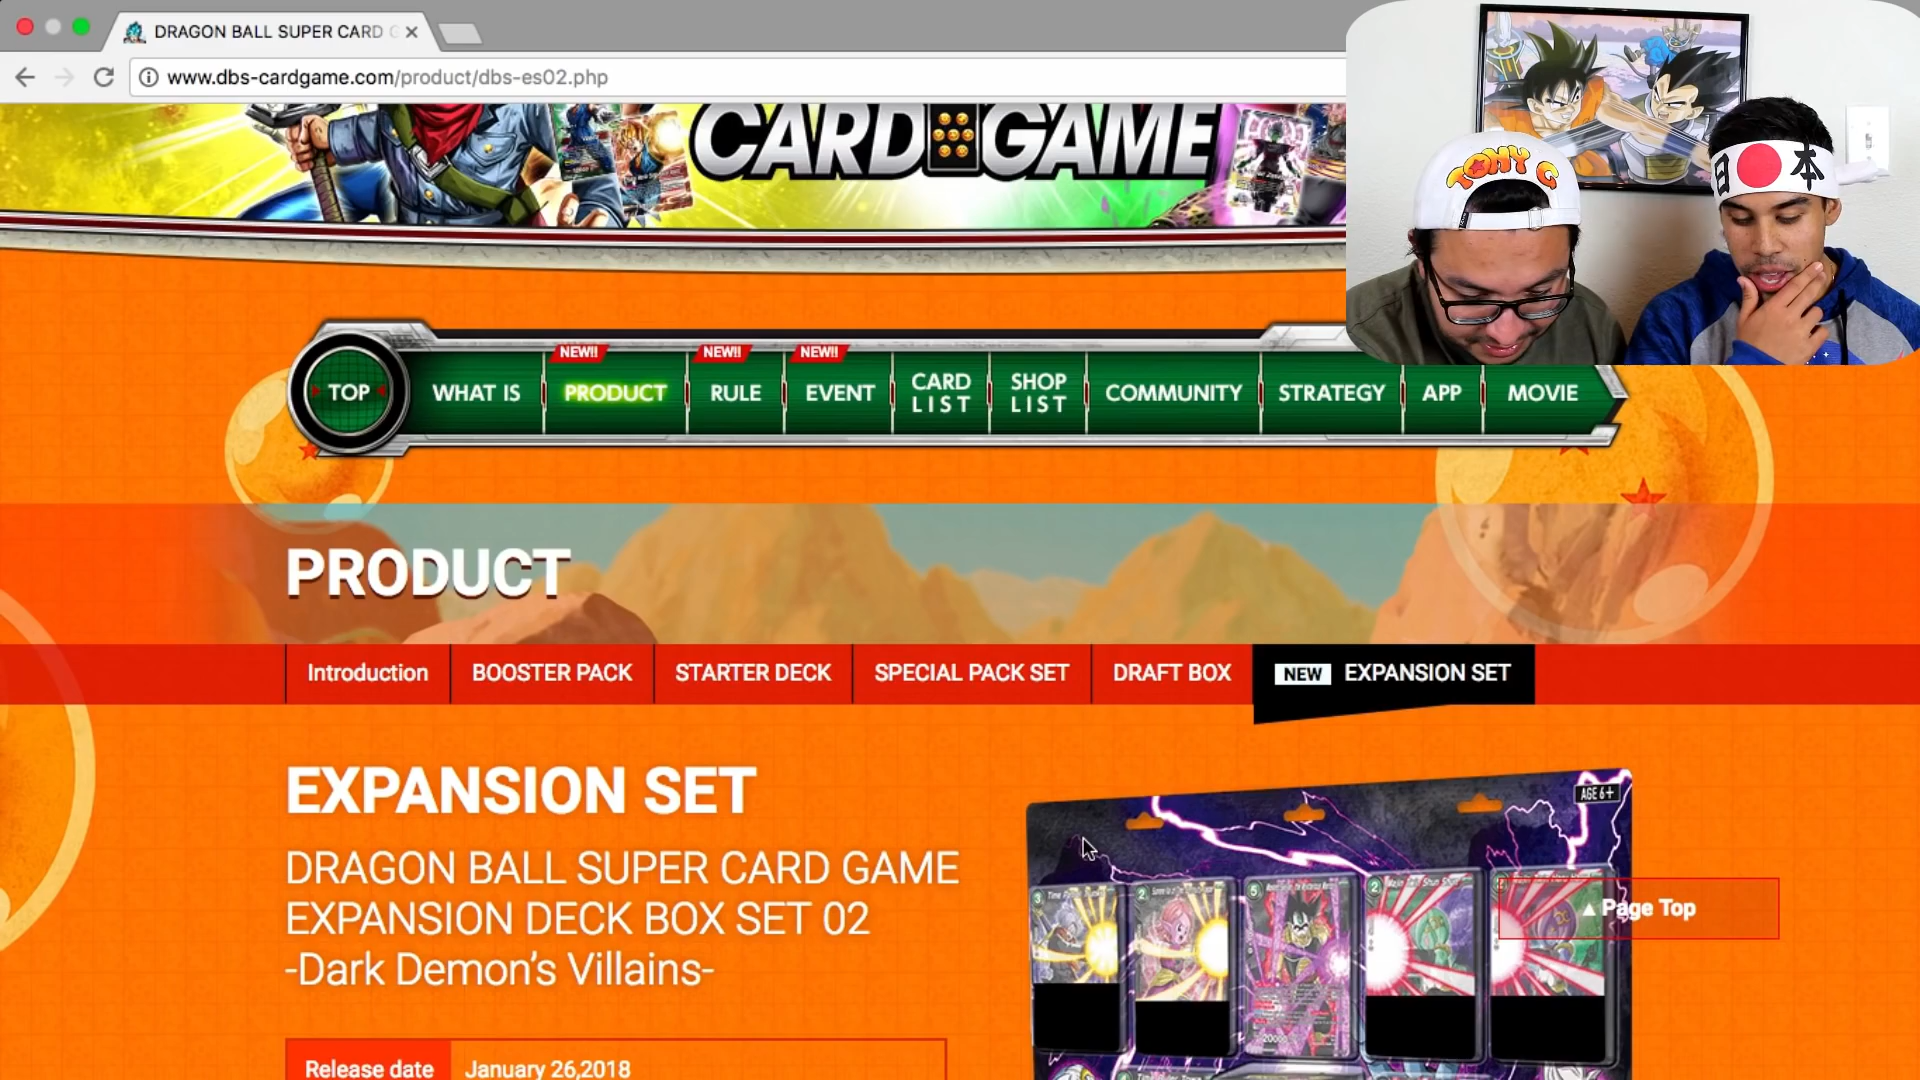 DRAGON BALL SUPER CARD G
www.dbs-cardgame.com/product/dbs-es02.php
CARD GAME
TONY G
日 本
TOP
WHAT IS
NEW!!
PRODUCT
NEW!!
RULE
NEW!!
EVENT
CARD
LIST
SHOP
LIST
COMMUNITY
STRATEGY
APP
MOVIE
PRODUCT
Introduction
BOOSTER PACK
STARTER DECK
SPECIAL PACK SET
DRAFT BOX
NEW EXPANSION SET
EXPANSION SET
DRAGON BALL SUPER CARD GAME
EXPANSION DECK BOX SET 02
-Dark Demon’s Villains-
AGE 6+
▲Page Top
Release date
January 26,2018